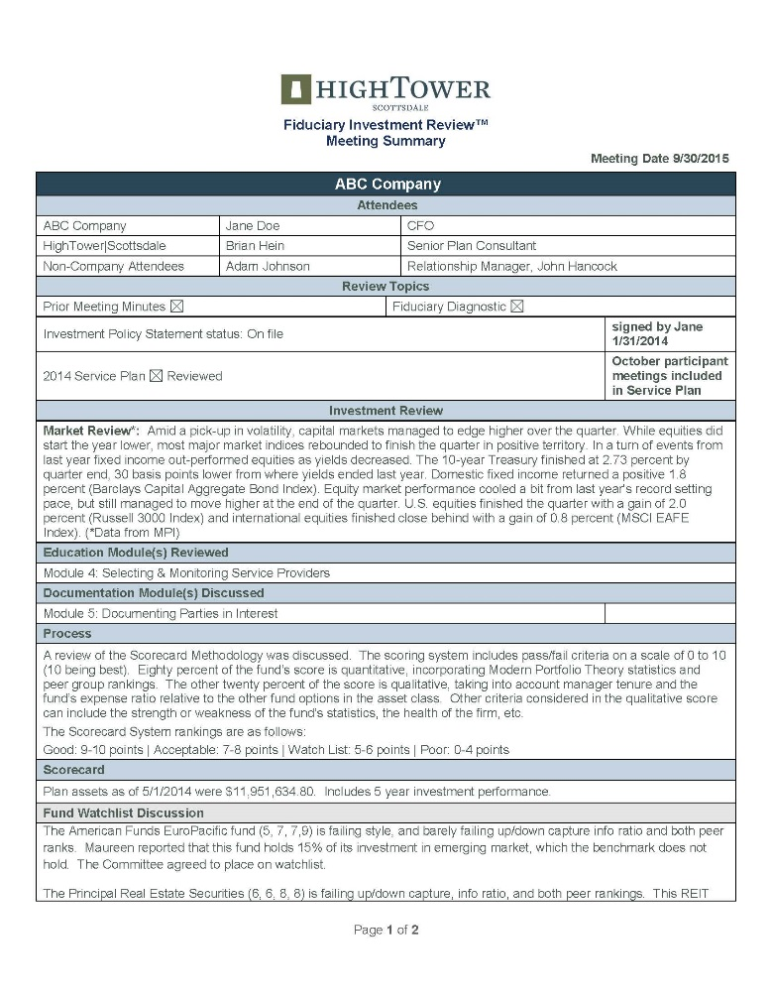 HIGHTOWER
SCOTTSDALE
Fiduciary Investment Review™
Meeting Summary
Meeting Date 9/30/2015
ABC Company
Attendees
ABC Company Jane Doe CFO
HighTower|Scottsdale Brian Hein Senior Plan Consultant
Non-Company Attendees Adam Johnson Relationship Manager, John Hancock
Review Topics
Prior Meeting Minutes ☒ Fiduciary Diagnostic ☒
Investment Policy Statement status: On file signed by Jane
1/31/2014
2014 Service Plan ☒ Reviewed October participant
meetings included
in Service Plan
Investment Review
Market Review*: Amid a pick-up in volatility, capital markets managed to edge higher over the quarter. While equities did
start the year lower, most major market indices rebounded to finish the quarter in positive territory. In a turn of events from
last year fixed income out-performed equities as yields decreased. The 10-year Treasury finished at 2.73 percent by
quarter end, 30 basis points lower from where yields ended last year. Domestic fixed income returned a positive 1.8
percent (Barclays Capital Aggregate Bond Index). Equity market performance cooled a bit from last year's record setting
pace, but still managed to move higher at the end of the quarter. U.S. equities finished the quarter with a gain of 2.0
percent (Russell 3000 Index) and international equities finished close behind with a gain of 0.8 percent (MSCI EAFE
Index). (*Data from MPI)
Education Module(s) Reviewed
Module 4: Selecting & Monitoring Service Providers
Documentation Module(s) Discussed
Module 5: Documenting Parties in Interest
Process
A review of the Scorecard Methodology was discussed. The scoring system includes pass/fail criteria on a scale of 0 to 10
(10 being best). Eighty percent of the fund's score is quantitative, incorporating Modern Portfolio Theory statistics and
peer group rankings. The other twenty percent of the score is qualitative, taking into account manager tenure and the
fund's expense ratio relative to the other fund options in the asset class. Other criteria considered in the qualitative score
can include the strength or weakness of the fund's statistics, the health of the firm, etc.
The Scorecard System rankings are as follows:
Good: 9-10 points | Acceptable: 7-8 points | Watch List: 5-6 points | Poor: 0-4 points
Scorecard
Plan assets as of 5/1/2014 were $11,951,634.80. Includes 5 year investment performance.
Fund Watchlist Discussion
The American Funds EuroPacific fund (5, 7, 7,9) is failing style, and barely failing up/down capture info ratio and both peer
ranks. Maureen reported that this fund holds 15% of its investment in emerging market, which the benchmark does not
hold. The Committee agreed to place on watchlist.
The Principal Real Estate Securities (6, 6, 8, 8) is failing up/down capture, info ratio, and both peer rankings. This REIT
Page 1 of 2